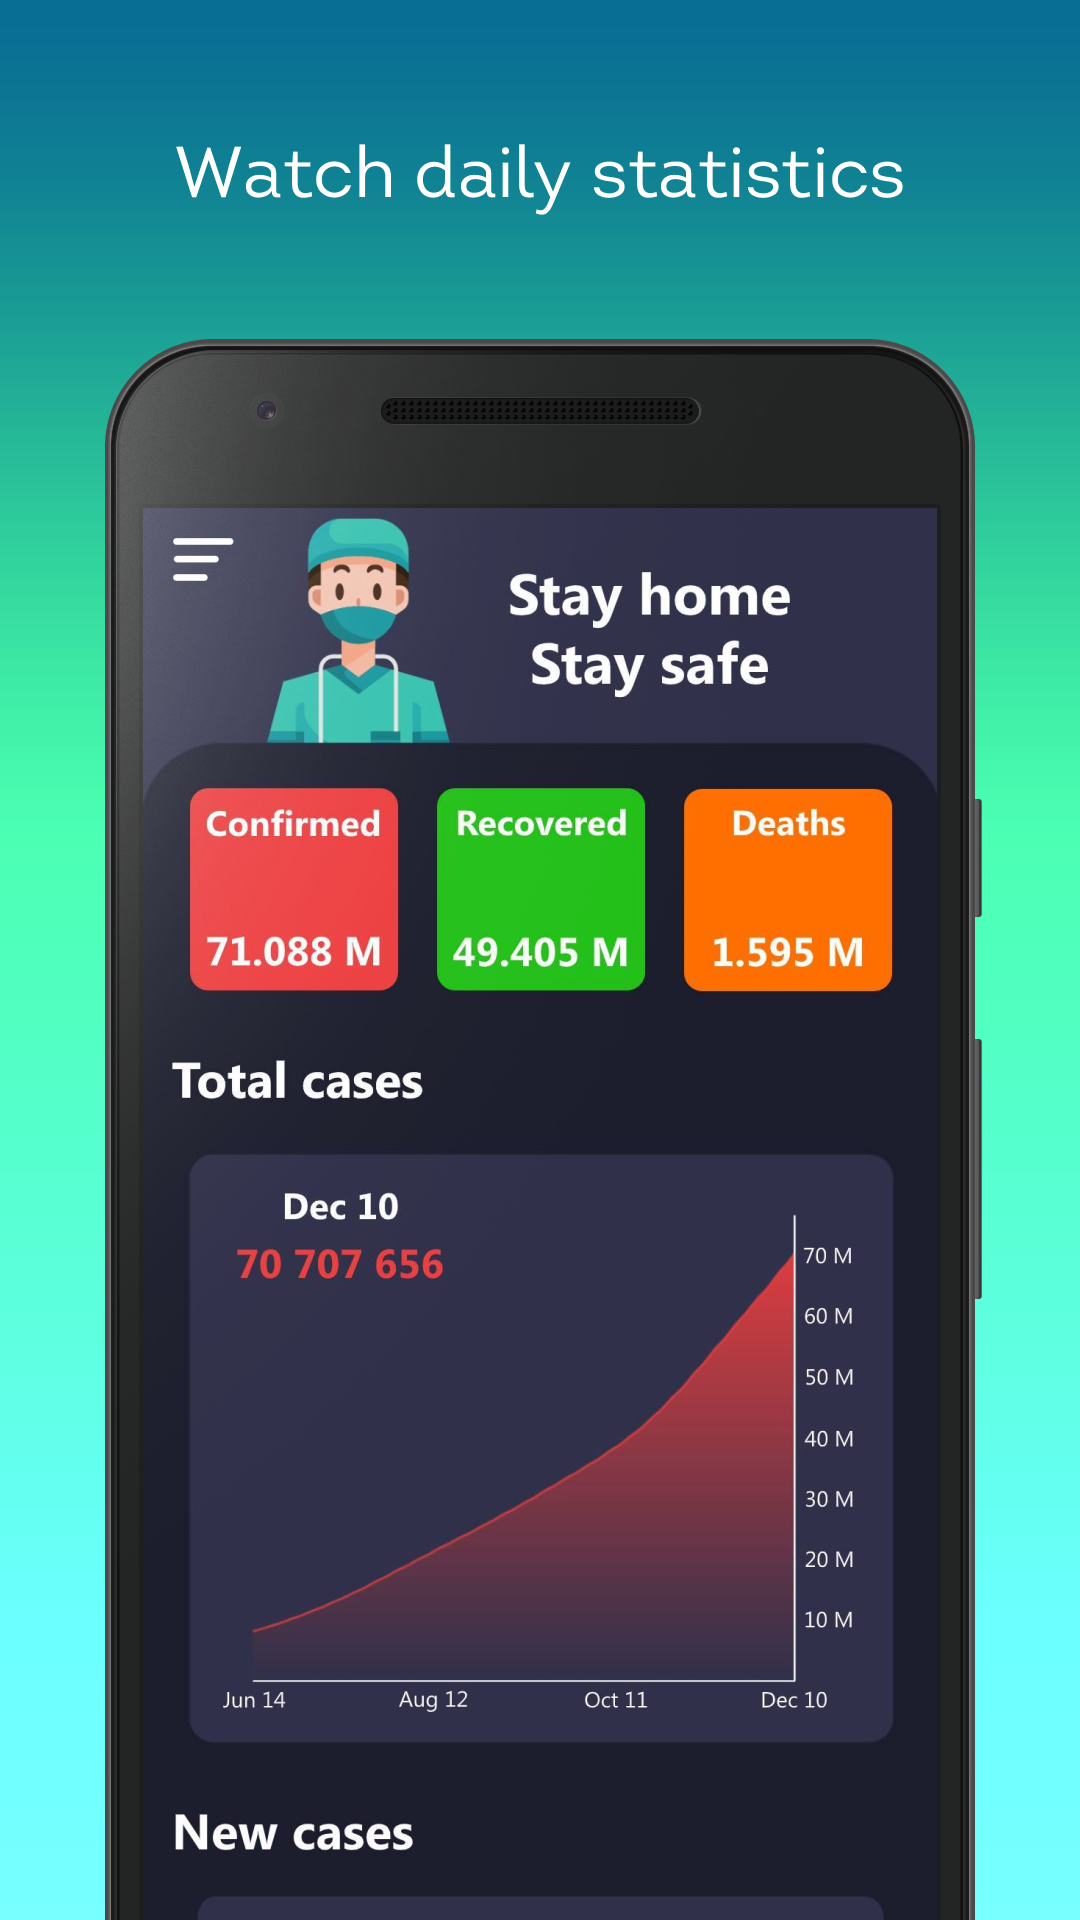 Watch daily statistics
Stay home
Stay safe
Confirmed
71.088 M
Recovered
49.405 M
Deaths
1.595 M
Total cases
Dec 10
70 707 656
70 M
60 M
50 M
40 M
30 M
20 M
10 M
Jun 14 Aug 12 Oct 11 Dec 10
New cases